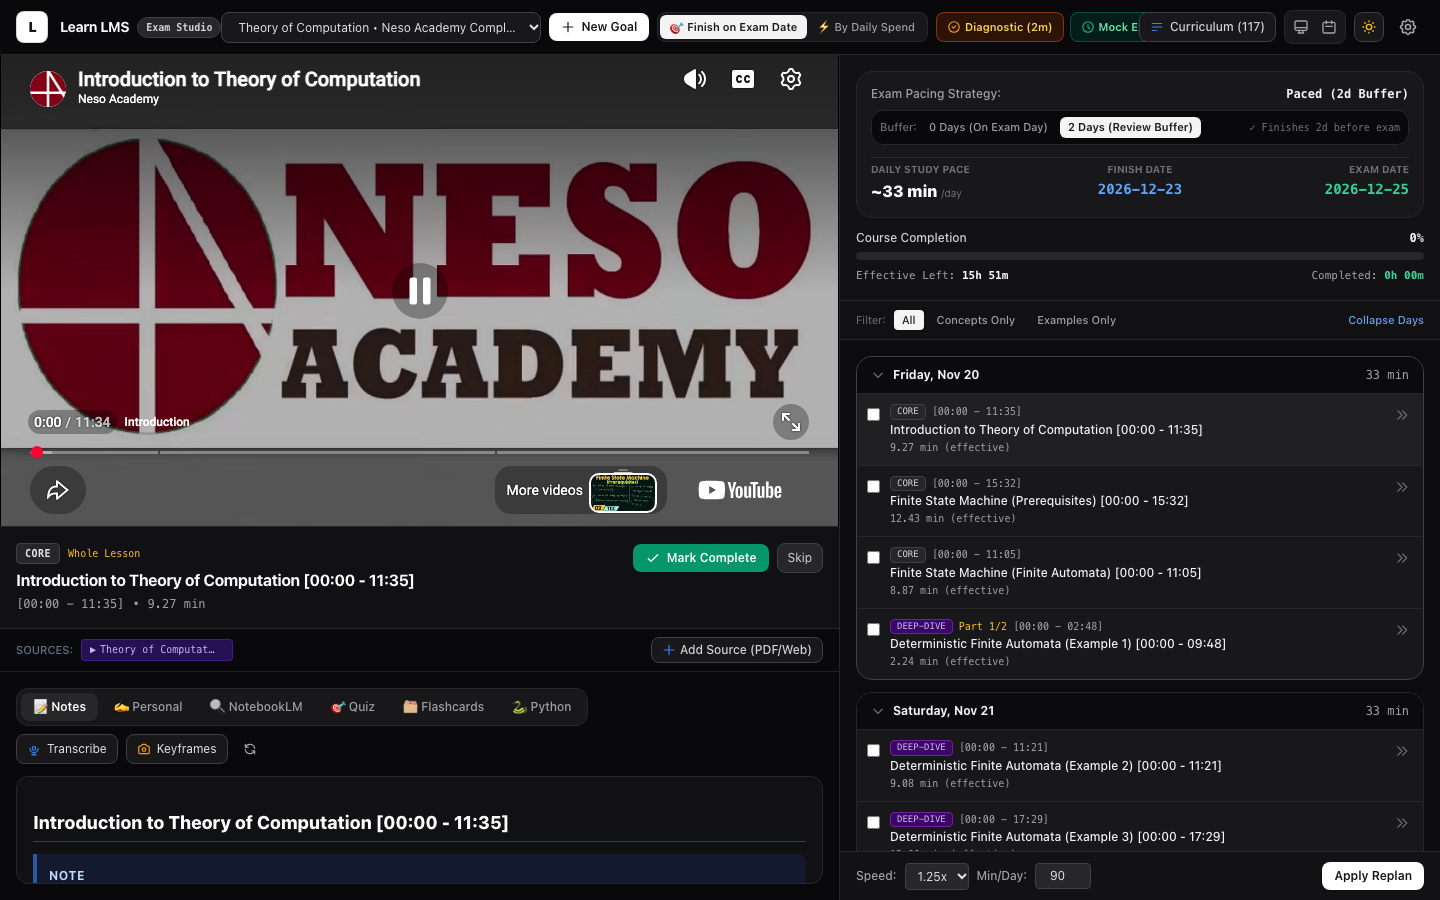 L Learn LMS Exam Studio Theory of Computation • Neso Academy Compl... New Goal Finish on Exam Date By Daily Spend Diagnostic (2m) Mock E Curriculum (117)
Introduction to Theory of Computation
Neso Academy
CC
NESO
ACADEMY
0:00 / 11:34 Introduction
More videos
Finite State Machine
(Prerequisites)
YouTube
CORE Whole Lesson
Introduction to Theory of Computation [00:00 - 11:35]
[00:00 – 11:35] • 9.27 min
Mark Complete Skip
SOURCES: Theory of Computat… Add Source (PDF/Web)
Notes Personal NotebookLM Quiz Flashcards Python
Transcribe Keyframes
Introduction to Theory of Computation [00:00 - 11:35]
NOTE
Exam Pacing Strategy: Paced (2d Buffer)
Buffer: 0 Days (On Exam Day) 2 Days (Review Buffer) ✓ Finishes 2d before exam
DAILY STUDY PACE FINISH DATE EXAM DATE
~33 min /day 2026–12–23 2026–12–25
Course Completion 0%
Effective Left: 15h 51m Completed: 0h 00m
Filter: All Concepts Only Examples Only Collapse Days
Friday, Nov 20 33 min
CORE [00:00 – 11:35]
Introduction to Theory of Computation [00:00 - 11:35]
9.27 min (effective)
CORE [00:00 – 15:32]
Finite State Machine (Prerequisites) [00:00 - 15:32]
12.43 min (effective)
CORE [00:00 – 11:05]
Finite State Machine (Finite Automata) [00:00 - 11:05]
8.87 min (effective)
DEEP–DIVE Part 1/2 [00:00 – 02:48]
Deterministic Finite Automata (Example 1) [00:00 - 09:48]
2.24 min (effective)
Saturday, Nov 21 33 min
DEEP–DIVE [00:00 – 11:21]
Deterministic Finite Automata (Example 2) [00:00 - 11:21]
9.08 min (effective)
DEEP–DIVE [00:00 – 17:29]
Deterministic Finite Automata (Example 3) [00:00 - 17:29]
Speed: 1.25x Min/Day: 90 Apply Replan